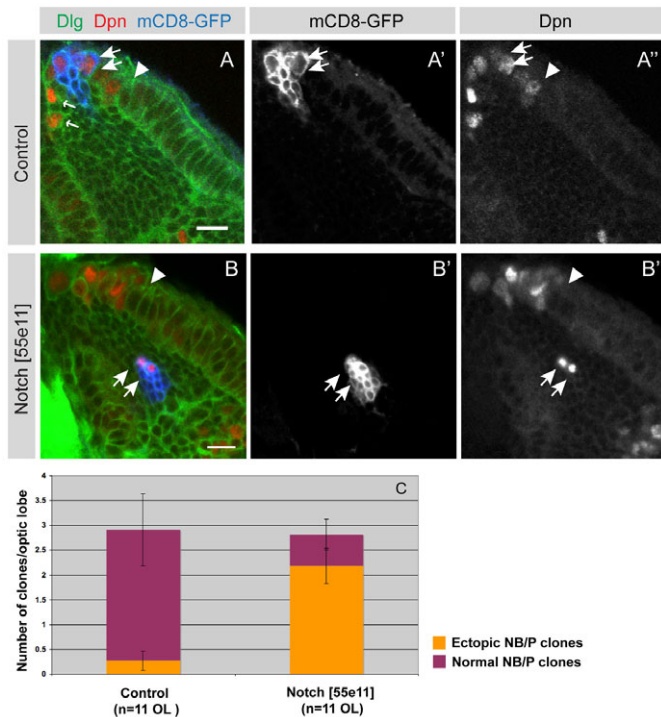 Dlg Dpn mCD8-GFP
mCD8-GFP
Dpn
Control
A
A'
A''
Notch [55e11]
B
B'
B'
Number of clones/optic lobe
4
3.5
3
2.5
2
1.5
1
0.5
0
C
Control
(n=11 OL )
Notch [55e11]
(n=11 OL)
Ectopic NB/P clones
Normal NB/P clones